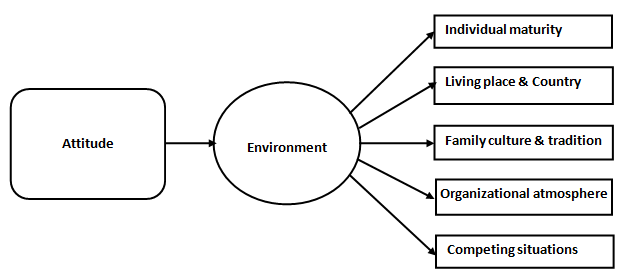 Attitude
Environment
Individual maturity
Living place & Country
Family culture & tradition
Organizational atmosphere
Competing situations